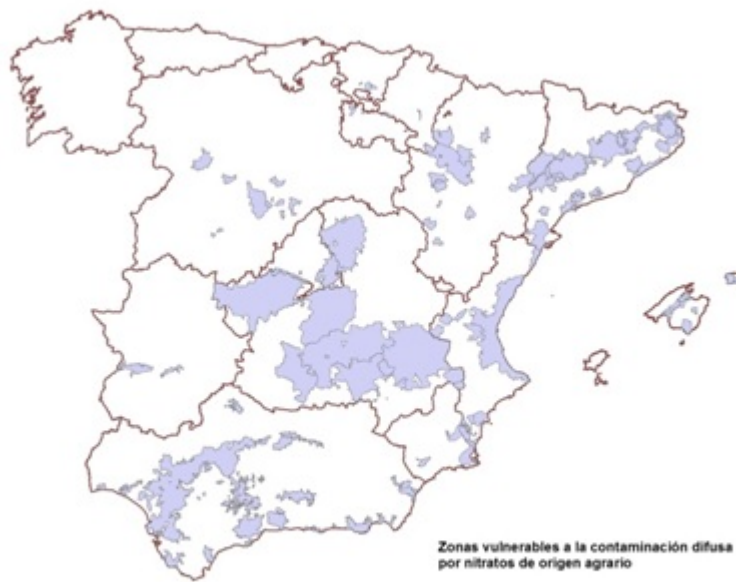 Zonas vulnerables a la contaminación difusa
por nitratos de origen agrario